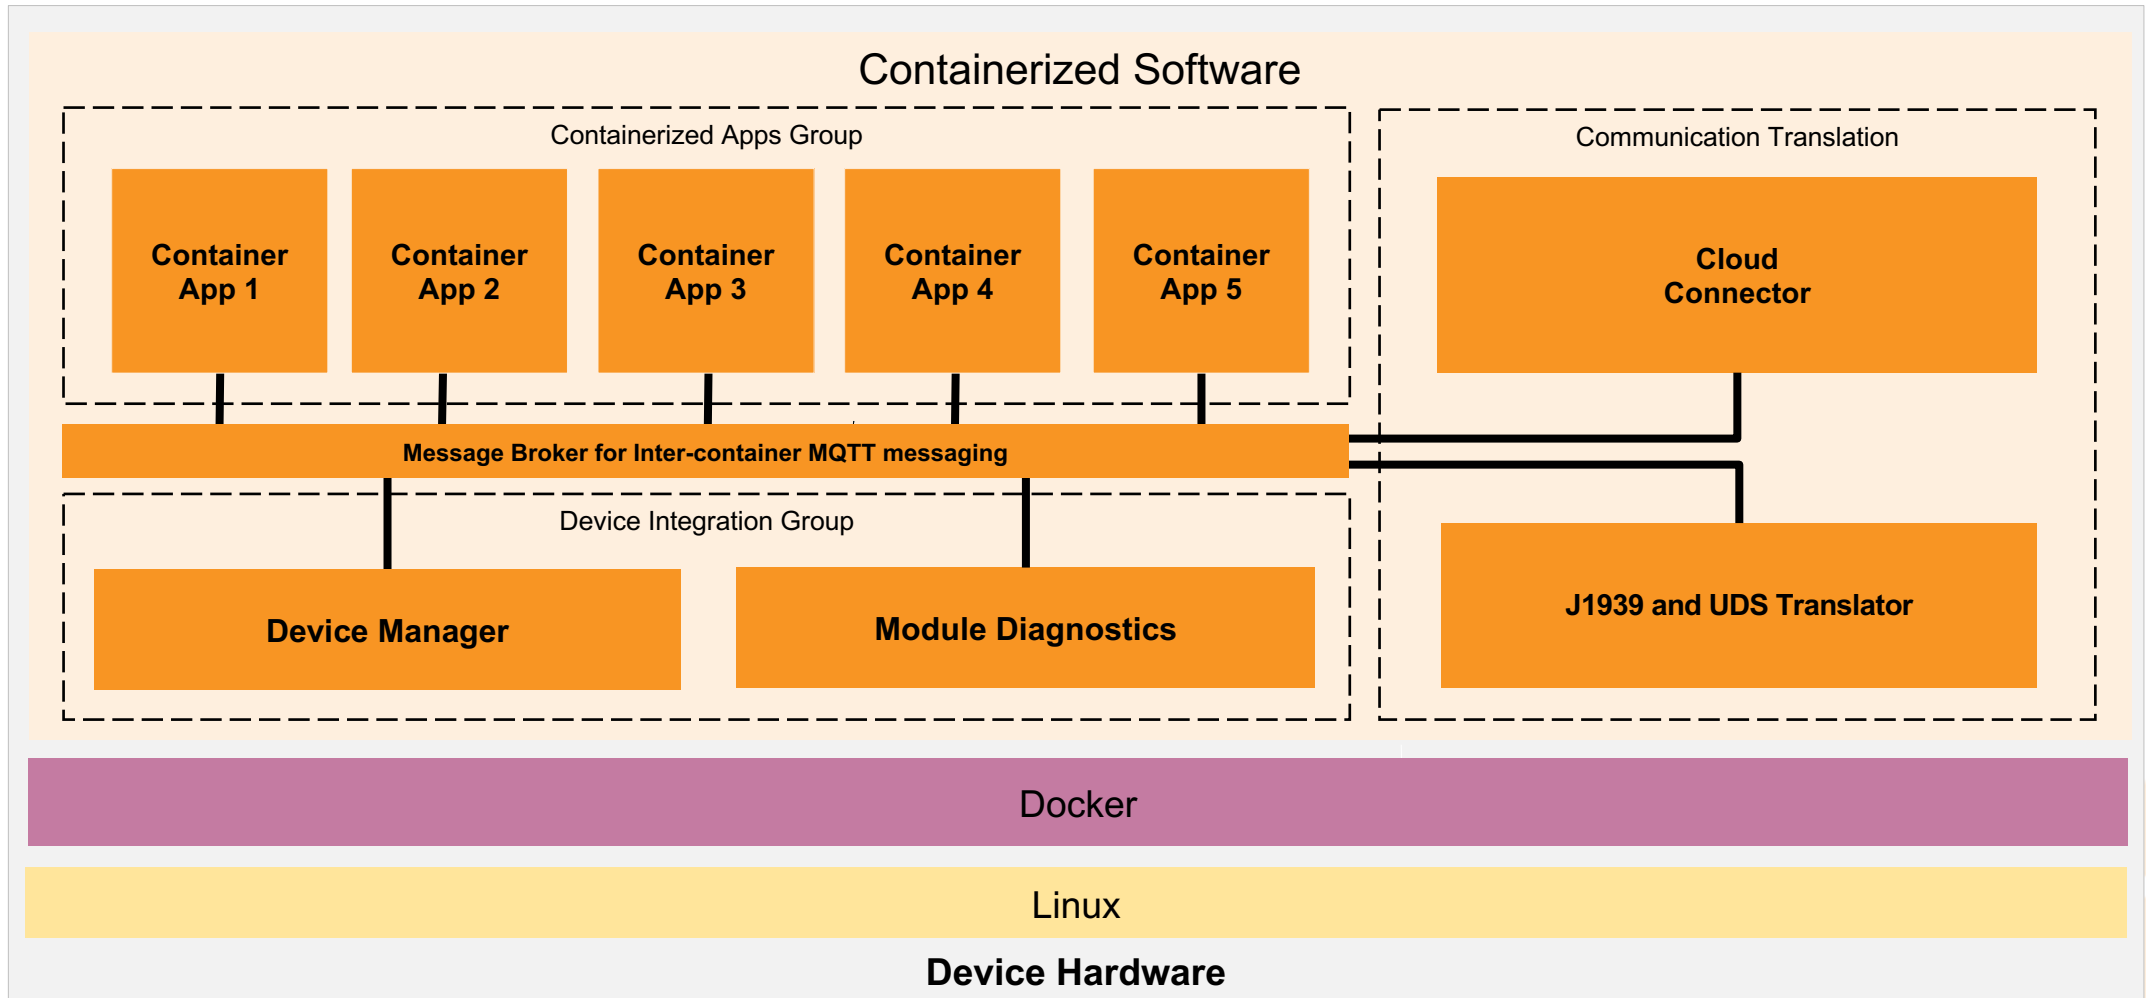 Containerized Software
Containerized Apps Group
Container
App 1
Container
App 2
Container
App 3
Container
App 4
Container
App 5
Communication Translation
Cloud
Connector
Message Broker for Inter-container MQTT messaging
Device Integration Group
Device Manager
Module Diagnostics
J1939 and UDS Translator
Docker
Linux
Device Hardware